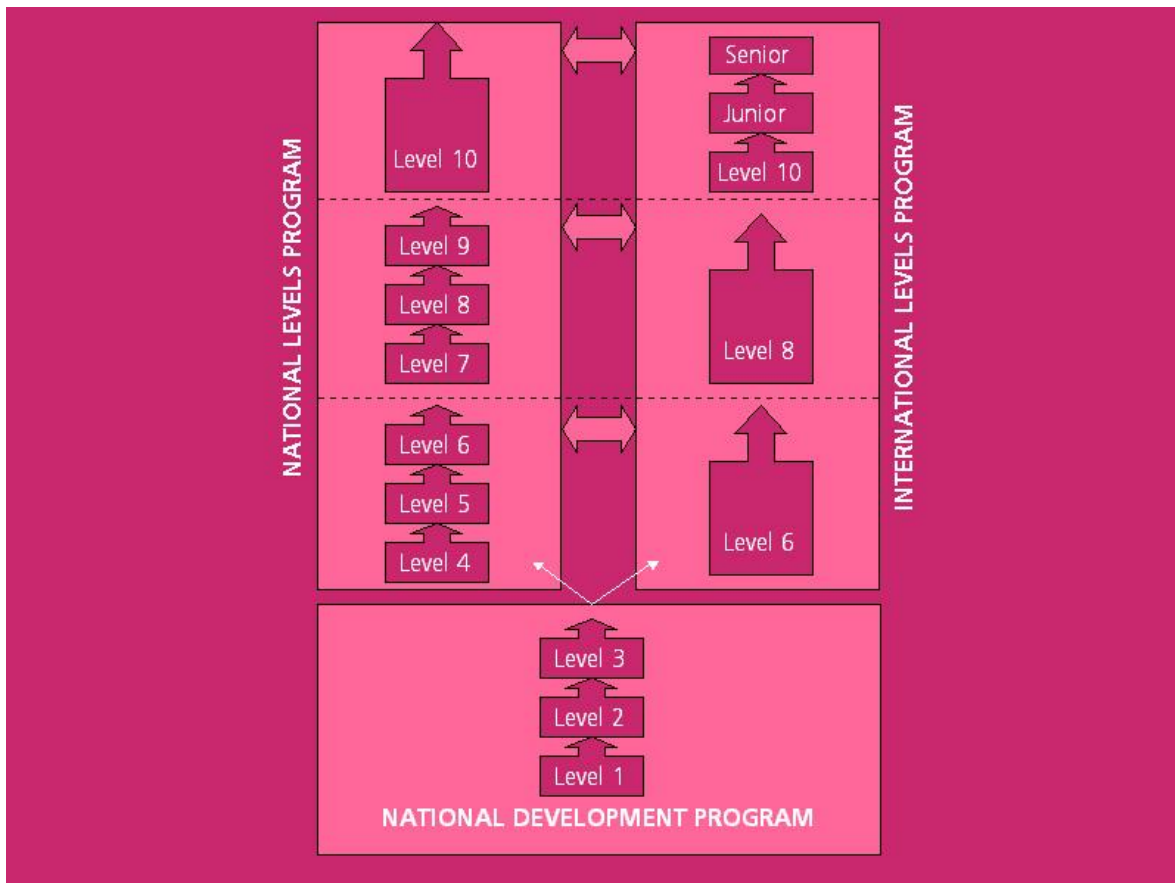 NATIONAL LEVELS PROGRAM
Level 10
Level 9
Level 8
Level 7
Level 6
Level 5
Level 4
Senior
Junior
Level 10
Level 8
Level 6
INTERNATIONAL LEVELS PROGRAM
Level 3
Level 2
Level 1
NATIONAL DEVELOPMENT PROGRAM